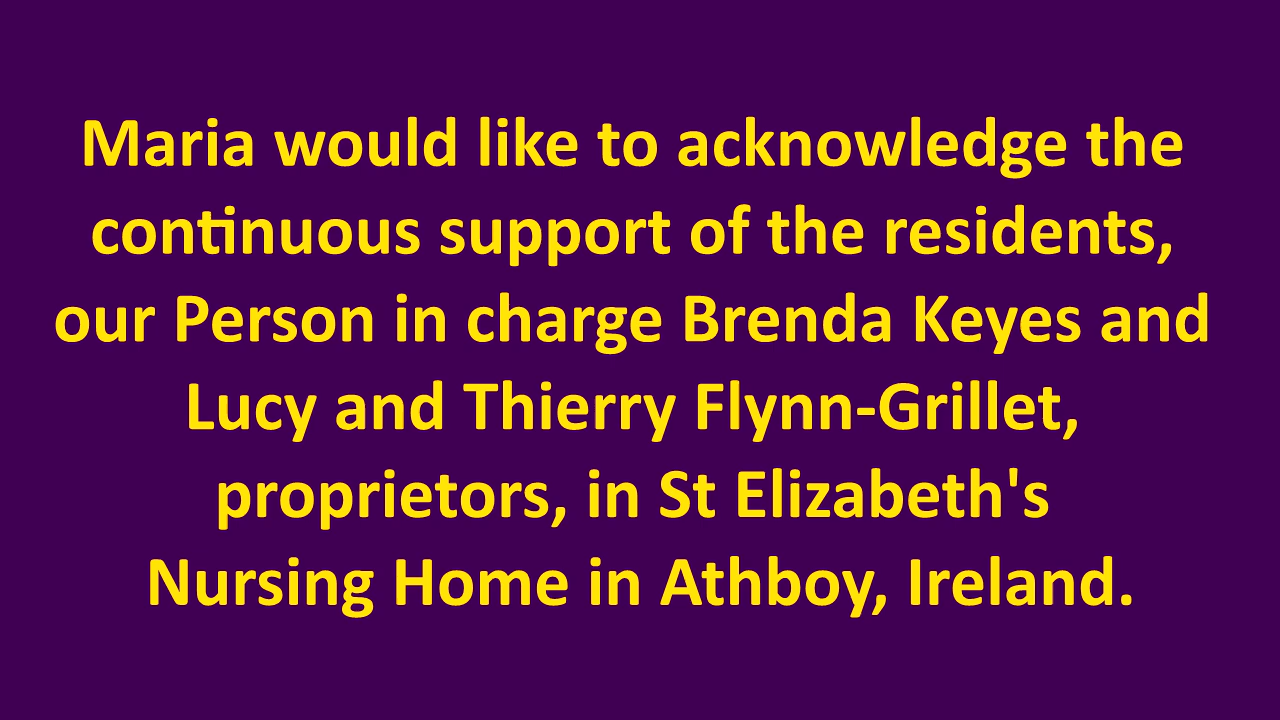 Maria would like to acknowledge the
continuous support of the residents,
our Person in charge Brenda Keyes and
Lucy and Thierry Flynn-Grillet,
proprietors, in St Elizabeth's
Nursing Home in Athboy, Ireland.